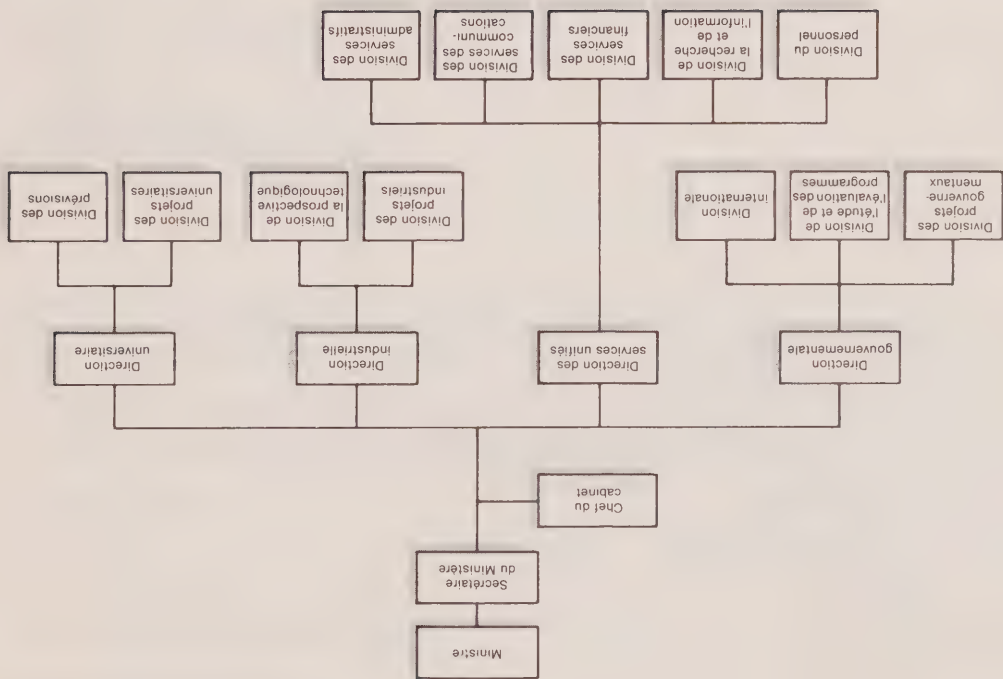 Ministre
Secrétaire
du Ministère
Chef du
cabinet
Direction
gouvernementale
Direction des
services unifiés
Direction
industrielle
Direction
universitaire
Division des
projets
gouverne-
mentaux
Division de
l'étude et de
l'évaluation des
programmes
Division
internationale
Division des
projets
industriels
Division de
la prospective
technologique
Division des
projets
universitaires
Division des
prévisions
Division du
personnel
Division de
la recherche
et de
l'information
Division des
services
financiers
Division des
services des
communi-
cations
Division des
services
administratifs